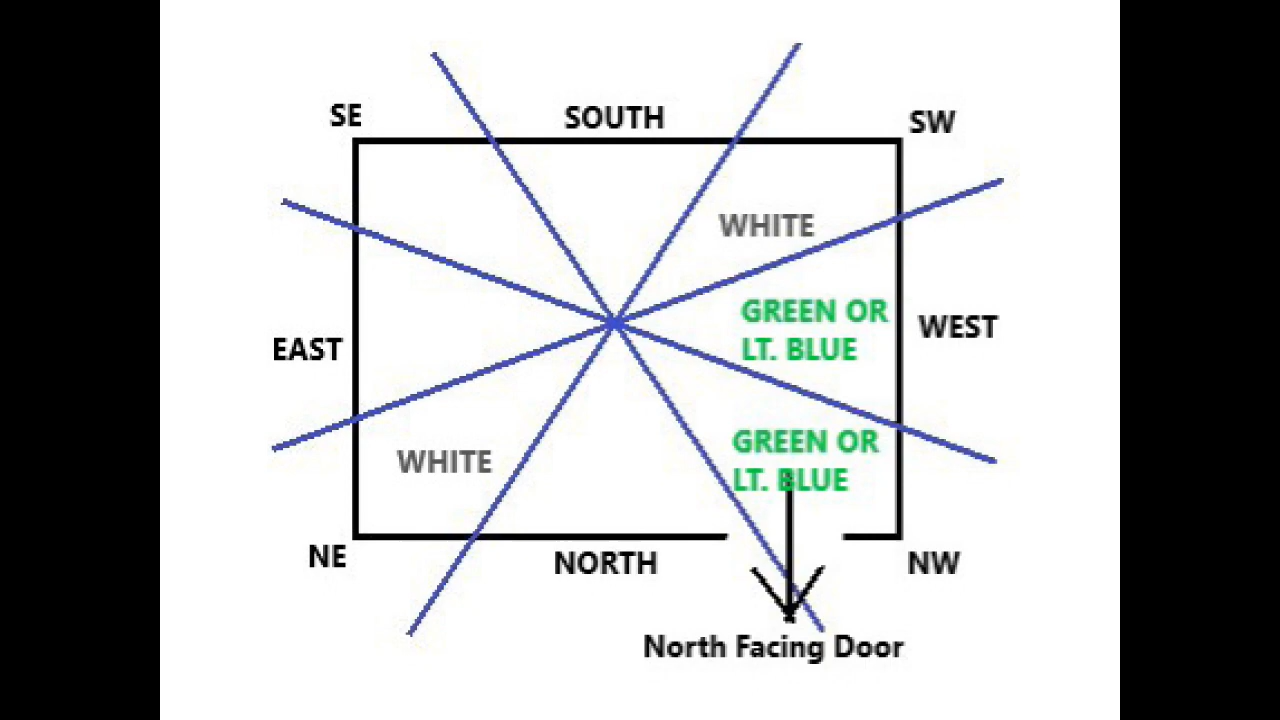 SE
SOUTH
SW
WHITE
GREEN OR
LT. BLUE
WEST
EAST
GREEN OR
LT. BLUE
WHITE
NE
NORTH
NW
North Facing Door